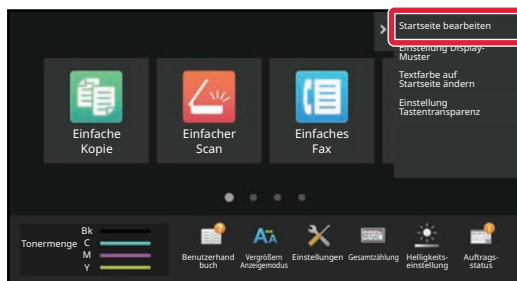 Startseite bearbeiten
Einstellung Display-
Muster
Textfarbe auf
Startseite ändern
Einstellung
Tastentransparenz
Einfache
Kopie
Einfacher
Scan
Einfaches
Fax
Tonermenge
Bk
C
M
Y
Benutzerhand
buch
Vergrößern
Anzeigemodus
Einstellungen
Gesamtzählung
Helligkeits-
einstellung
Auftrags-
status